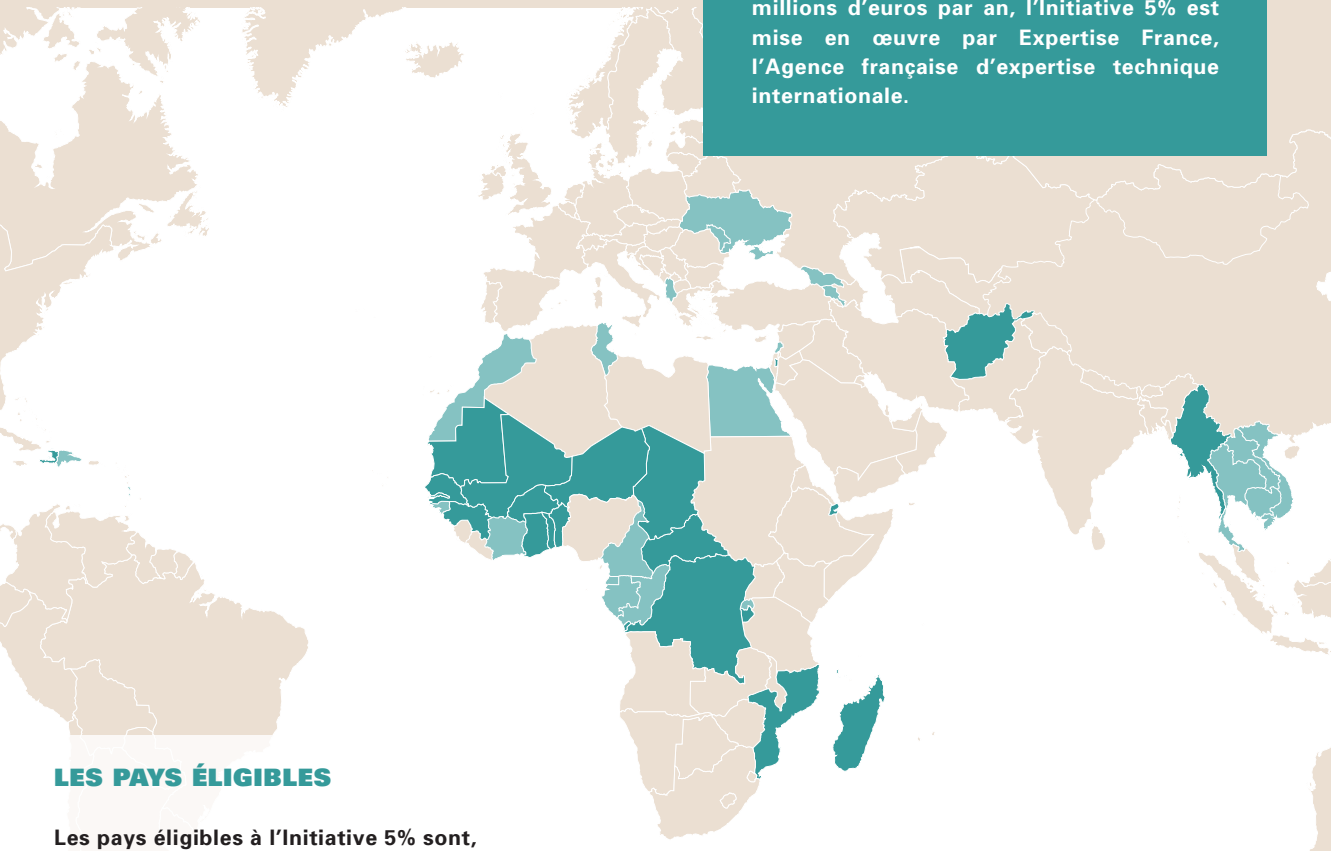 millions d’euros par an, l’Initiative 5% est
mise en œuvre par Expertise France,
l’Agence française d’expertise technique
internationale.
LES PAYS ÉLIGIBLES
Les pays éligibles à l’Initiative 5% sont,